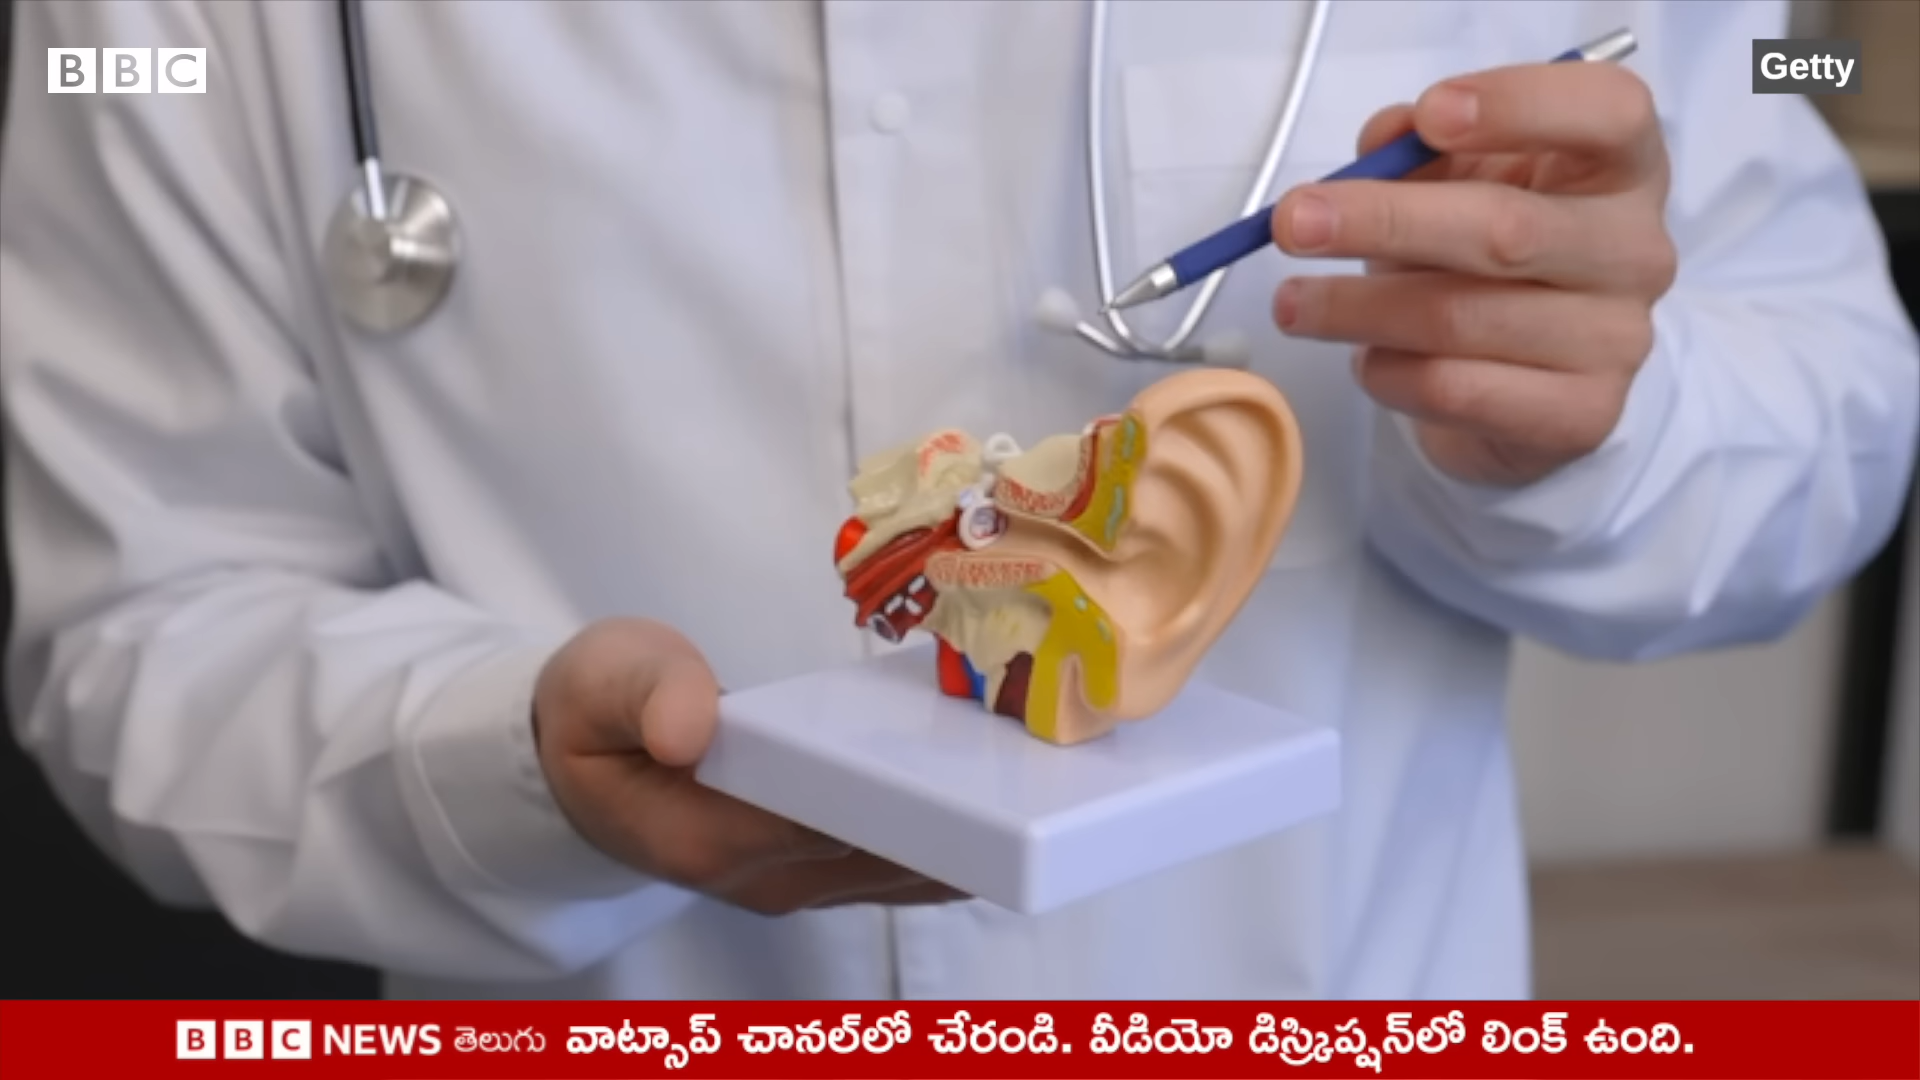 BBC
Getty
BBC NEWS తెలుగు వాట్సాప్ చానల్‌లో చేరండి. వీడియో డిస్క్రిప్షన్‌లో లింక్ ఉంది.